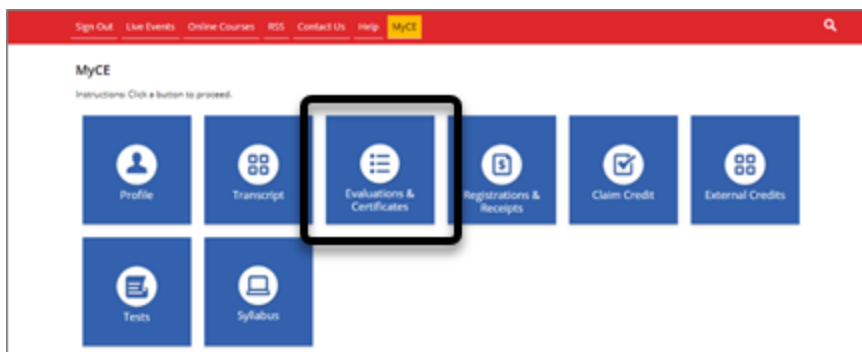 Sign Out Live Events Online Courses RSS Contact Us Help MyCE
MyCE
Instructions: Click a button to proceed.
Profile
Transcript
Evaluations &
Certificates
Registrations &
Receipts
Claim Credit
External Credits
Tests
Syllabus